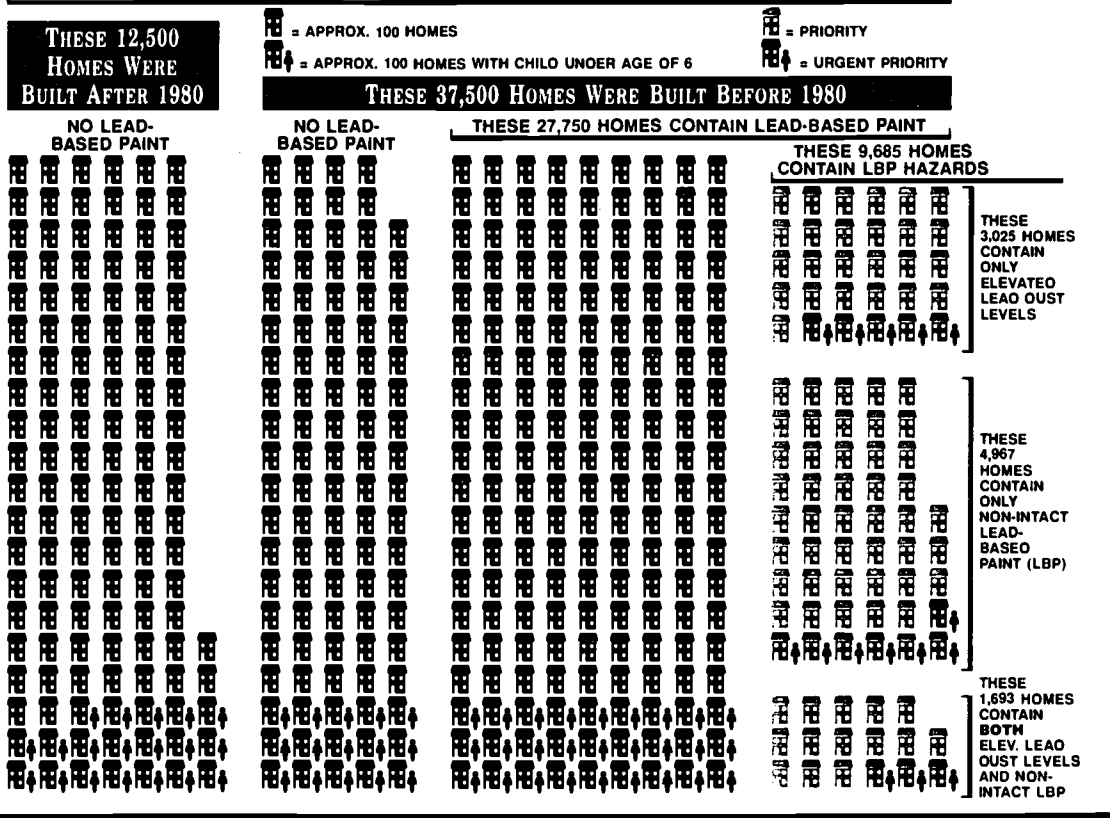 THESE 12,500
HOMES WERE
BUILT AFTER 1980
= APPROX. 100 HOMES
= PRIORITY
= APPROX. 100 HOMES WITH CHILO UNOER AGE OF 6
= URGENT PRIORITY
THESE 37,500 HOMES WERE BUILT BEFORE 1980
NO LEAD-
BASED PAINT
NO LEAD-
BASED PAINT
THESE 27,750 HOMES CONTAIN LEAD-BASED PAINT
THESE 9,685 HOMES
CONTAIN LBP HAZARDS
THESE
3,025 HOMES
CONTAIN
ONLY
ELEVATEO
LEAO OUST
LEVELS
THESE
4,967
HOMES
CONTAIN
ONLY
NON-INTACT
LEAD-
BASEO
PAINT (LBP)
THESE
1,693 HOMES
CONTAIN
BOTH
ELEV. LEAO
OUST LEVELS
AND NON-
INTACT LBP